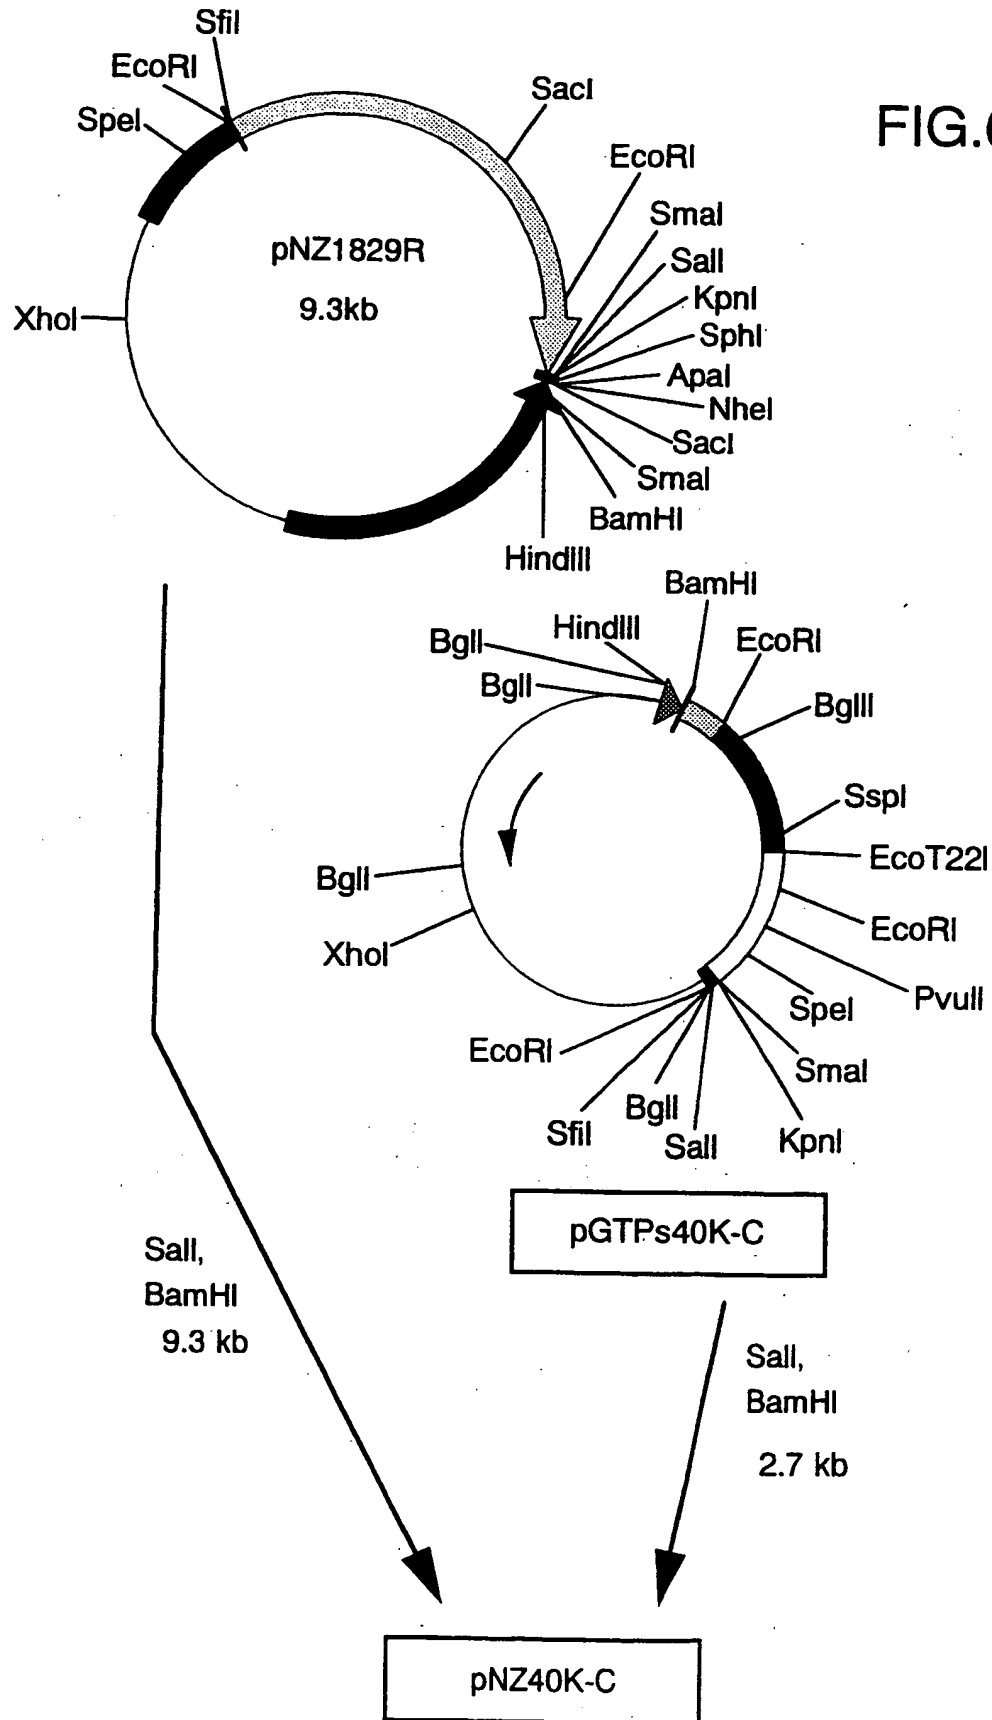 SfiI
EcoRI
SpeI
SacI
FIG.6
EcoRI
SmaI
SalI
pNZ1829R
9.3kb
KpnI
XhoI
SphI
ApaI
NheI
SacI
SmaI
BamHI
HindIII
BamHI
HindIII
EcoRI
BglI
BglI
BglII
SspI
EcoT22I
BglI
EcoRI
XhoI
PvuII
SpeI
EcoRI
SmaI
BglI
SfiI
SalI
KpnI
pGTPs40K-C
SalI,
BamHI
9.3 kb
SalI,
BamHI
2.7 kb
pNZ40K-C